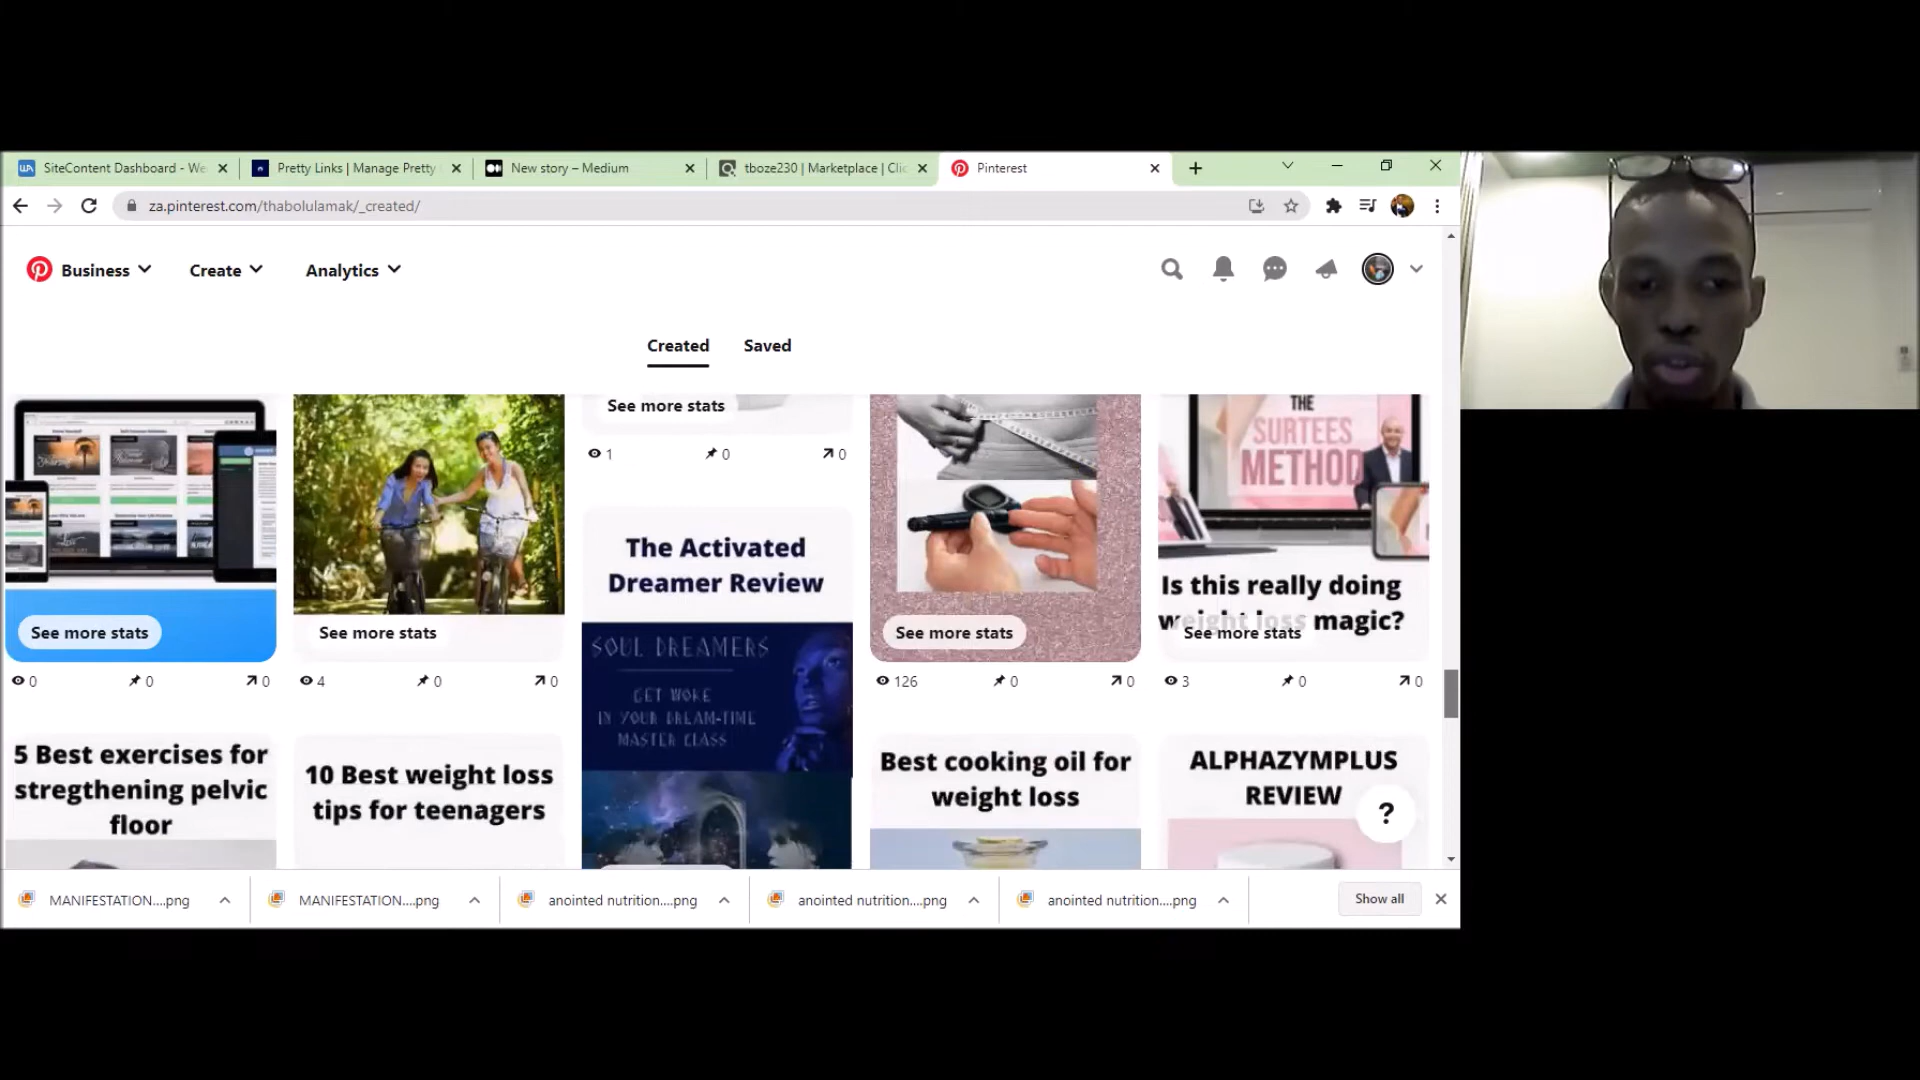 SiteContent Dashboard - We
Pretty Links | Manage Pretty
New story – Medium
tboze230 | Marketplace | Clic
Pinterest
za.pinterest.com/thabolulamak/_created/
Business
Create
Analytics
Created
Saved
See more stats
1
0
0
THE
SURTEES
METHOD
The Activated
Dreamer Review
Is this really doing
weight loss magic?
See more stats
See more stats
See more stats
See more stats
SOUL DREAMERS
GET WOKE
IN YOUR DREAM-TIME
MASTER CLASS
0
0
0
4
0
0
126
0
0
3
0
0
5 Best exercises for
stregthening pelvic
floor
10 Best weight loss
tips for teenagers
Best cooking oil for
weight loss
ALPHAZYMPLUS
REVIEW
?
MANIFESTATION....png
MANIFESTATION....png
anointed nutrition....png
anointed nutrition....png
anointed nutrition....png
Show all